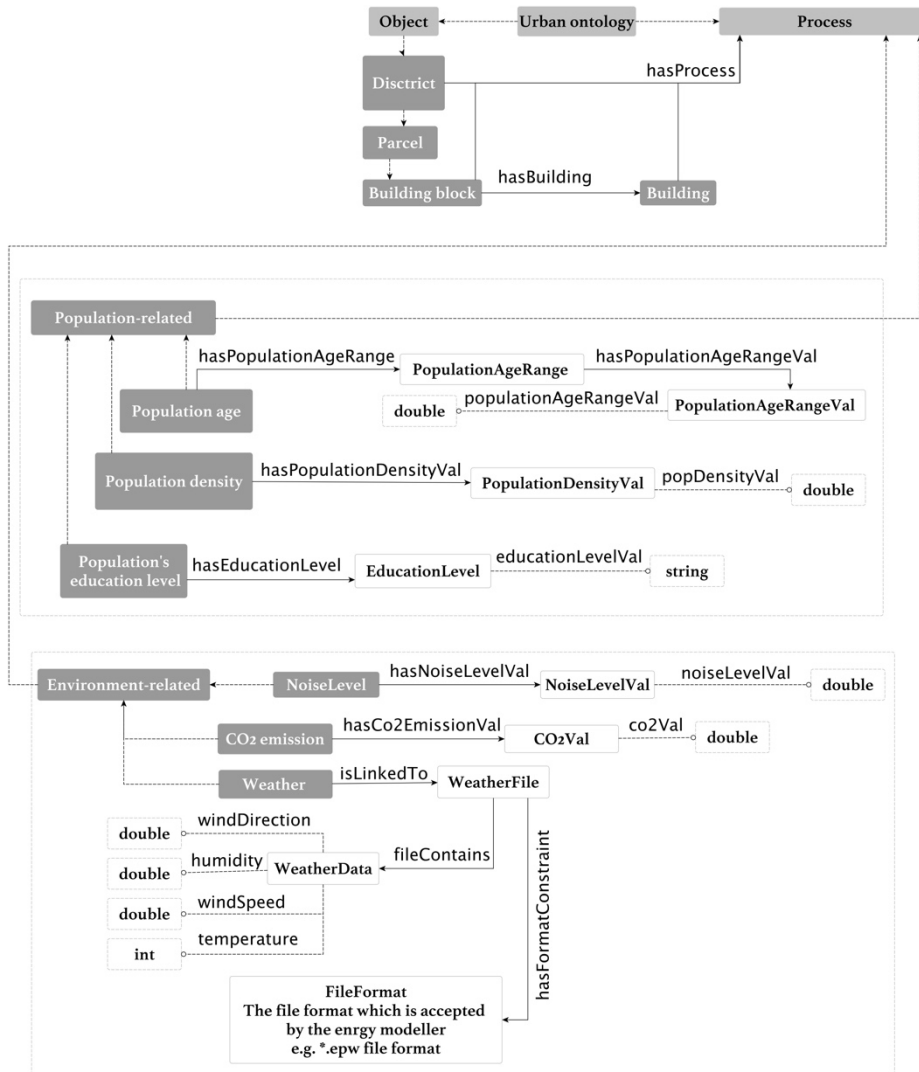 Object
Urban ontology
Process
hasProcess
Disctrict
Parcel
Building block
hasBuilding
Building
Population-related
hasPopulationAgeRange
hasPopulationAgeRangeVal
PopulationAgeRange
Population age
double
populationAgeRangeVal
PopulationAgeRangeVal
Population density
hasPopulationDensityVal
PopulationDensityVal
popDensityVal
double
Population's
education level
hasEducationLevel
EducationLevel
educationLevelVal
string
Environment-related
NoiseLevel
hasNoiseLevelVal
NoiseLevelVal
noiseLevelVal
double
CO2 emission
hasCo2EmissionVal
CO2Val
co2Val
double
Weather
isLinkedTo
WeatherFile
double
windDirection
fileContains
double
humidity
WeatherData
double
windSpeed
int
temperature
hasFormatConstraint
FileFormat
The file format which is accepted
by the enrgy modeller
e.g. *.epw file format